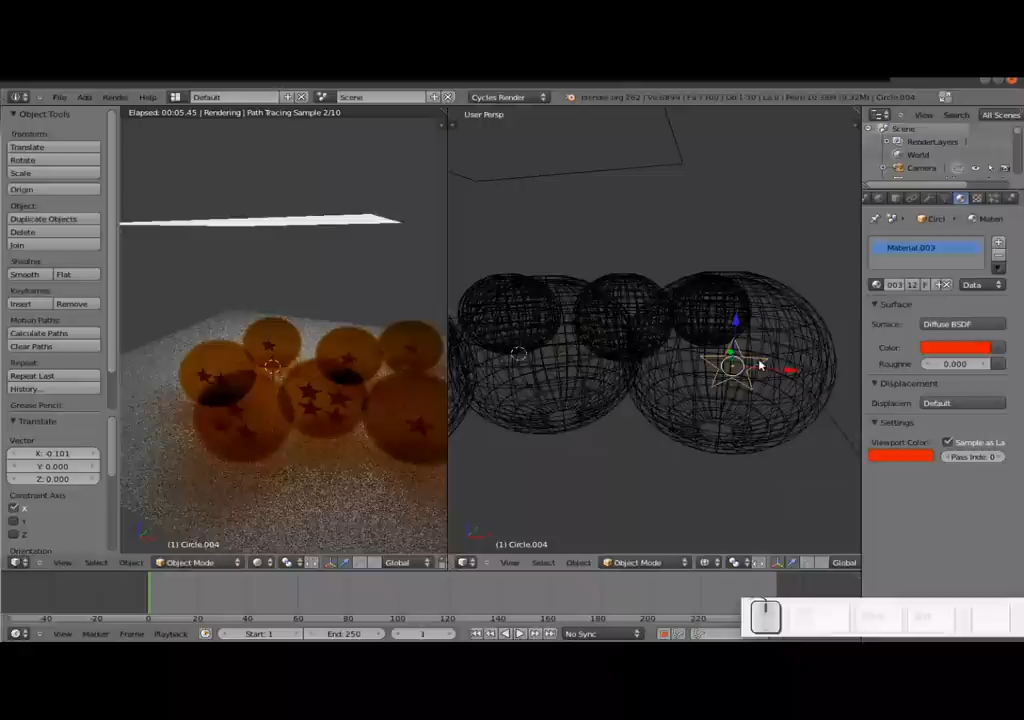 File Add Render Help Default Scene Cycles Render
Object Tools
Elapsed: 00:05.45 | Rendering | Path Tracing Sample 2/10
User Persp
View Search All Scenes
Transform:
Scene
Translate
RenderLayers
Rotate
World
Scale
Camera
Origin
Object:
Duplicate Objects
Circl Materi
Delete
Join
Material.003
Shading:
Smooth Flat
Keyframes:
003 12 F Data
Insert Remove
Surface
Motion Paths:
Surface: Diffuse BSDF
Calculate Paths
Clear Paths
Color:
Repeat:
Roughne 0.000
Repeat Last
Displacement
History...
Displacem Default
Grease Pencil:
Translate
Settings
Vector
Viewport Color: Sample as La
X: -0.101
Pass Inde: 0
Y: 0.000
Z: 0.000
Constraint Axis
X
Y
Z
(1) Circle.004
(1) Circle.004
Orientation
View Select Object Object Mode Global
View Select Object Object Mode Global
-40 -20 0 20 40 60 80 100 120 140 160 180 200 220
View Marker Frame Playback Start: 1 End: 250 1 No Sync